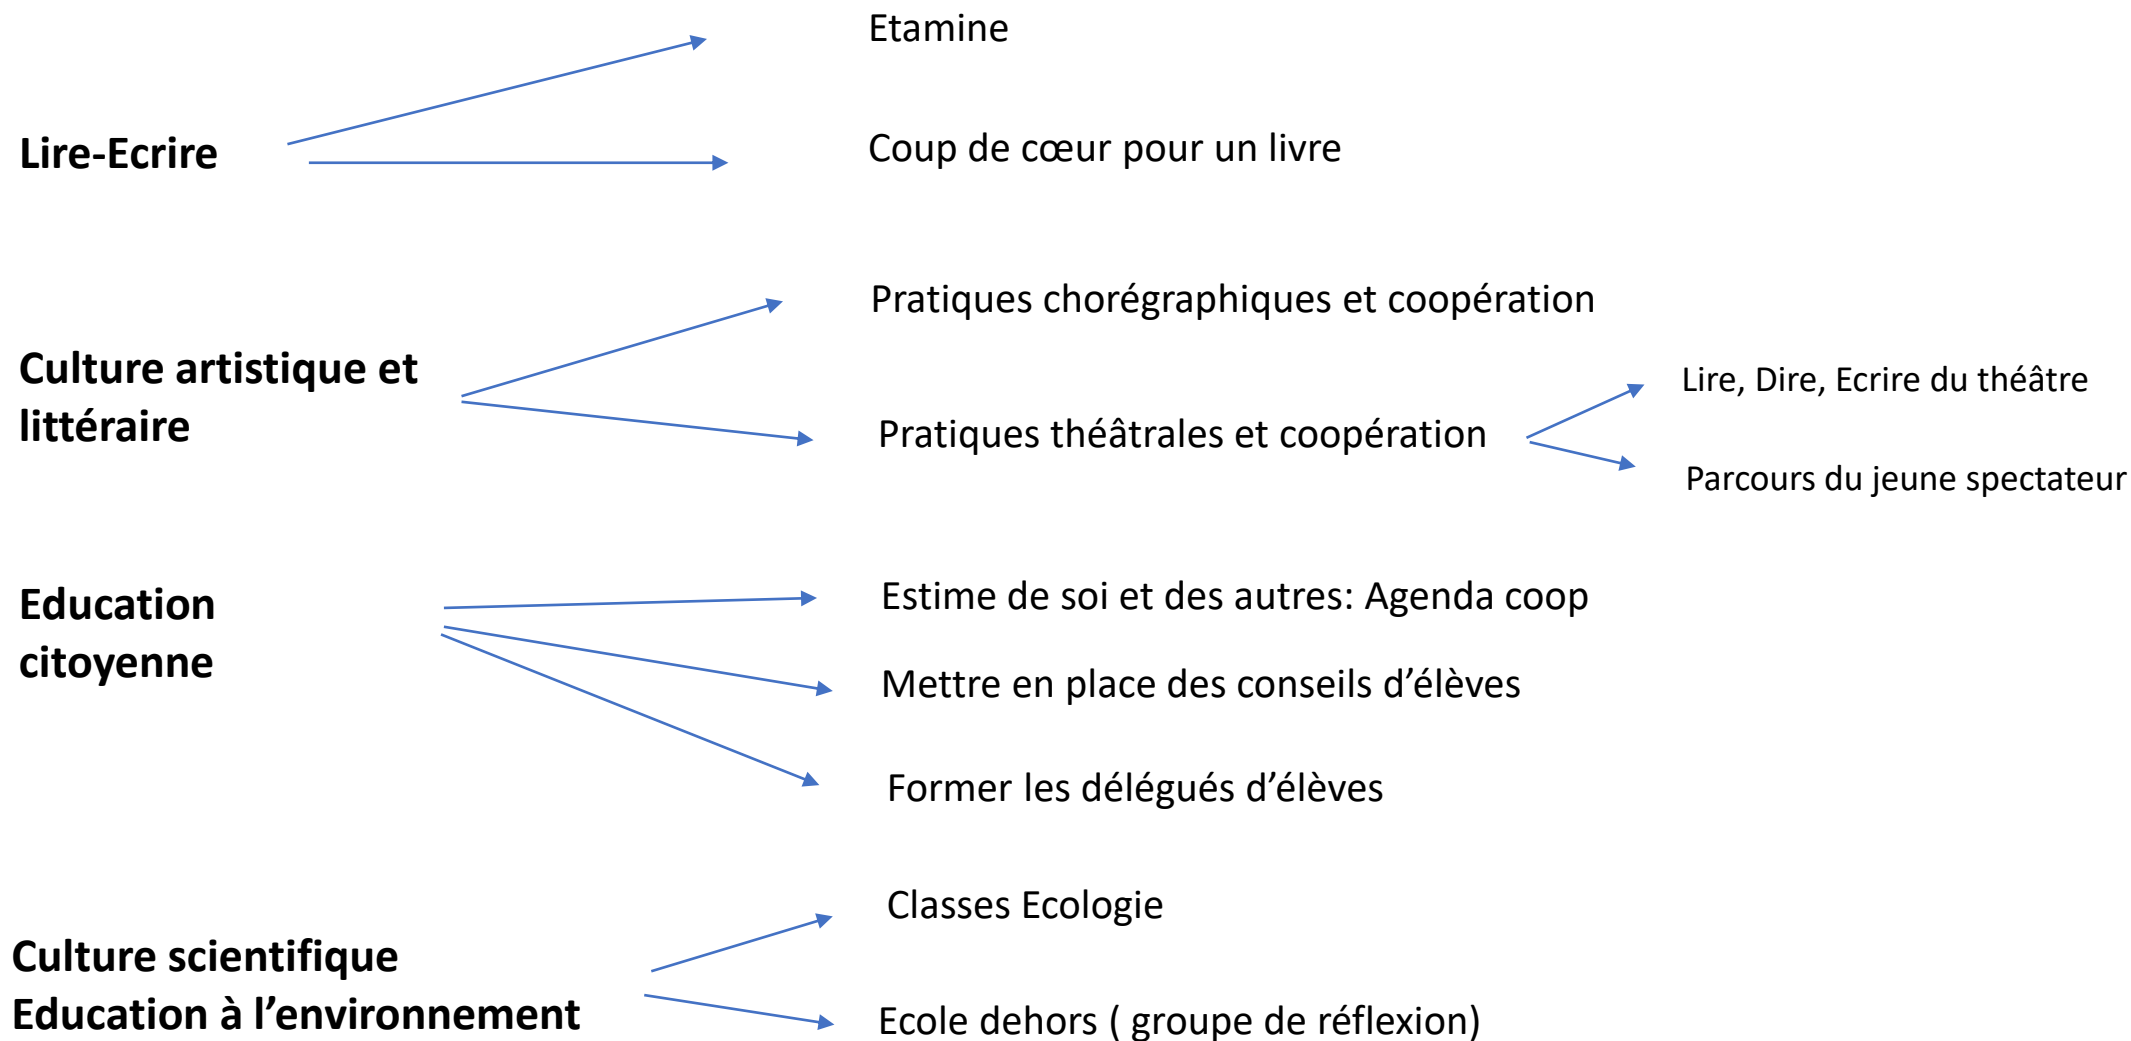 Etamine
Lire-Ecrire
Coup de cœur pour un livre
Pratiques chorégraphiques et coopération
Culture artistique et
littéraire
Lire, Dire, Ecrire du théâtre
Pratiques théâtrales et coopération
Parcours du jeune spectateur
Education
citoyenne
Estime de soi et des autres: Agenda coop
Mettre en place des conseils d’élèves
Former les délégués d’élèves
Classes Ecologie
Culture scientifique
Education à l’environnement
Ecole dehors ( groupe de réflexion)